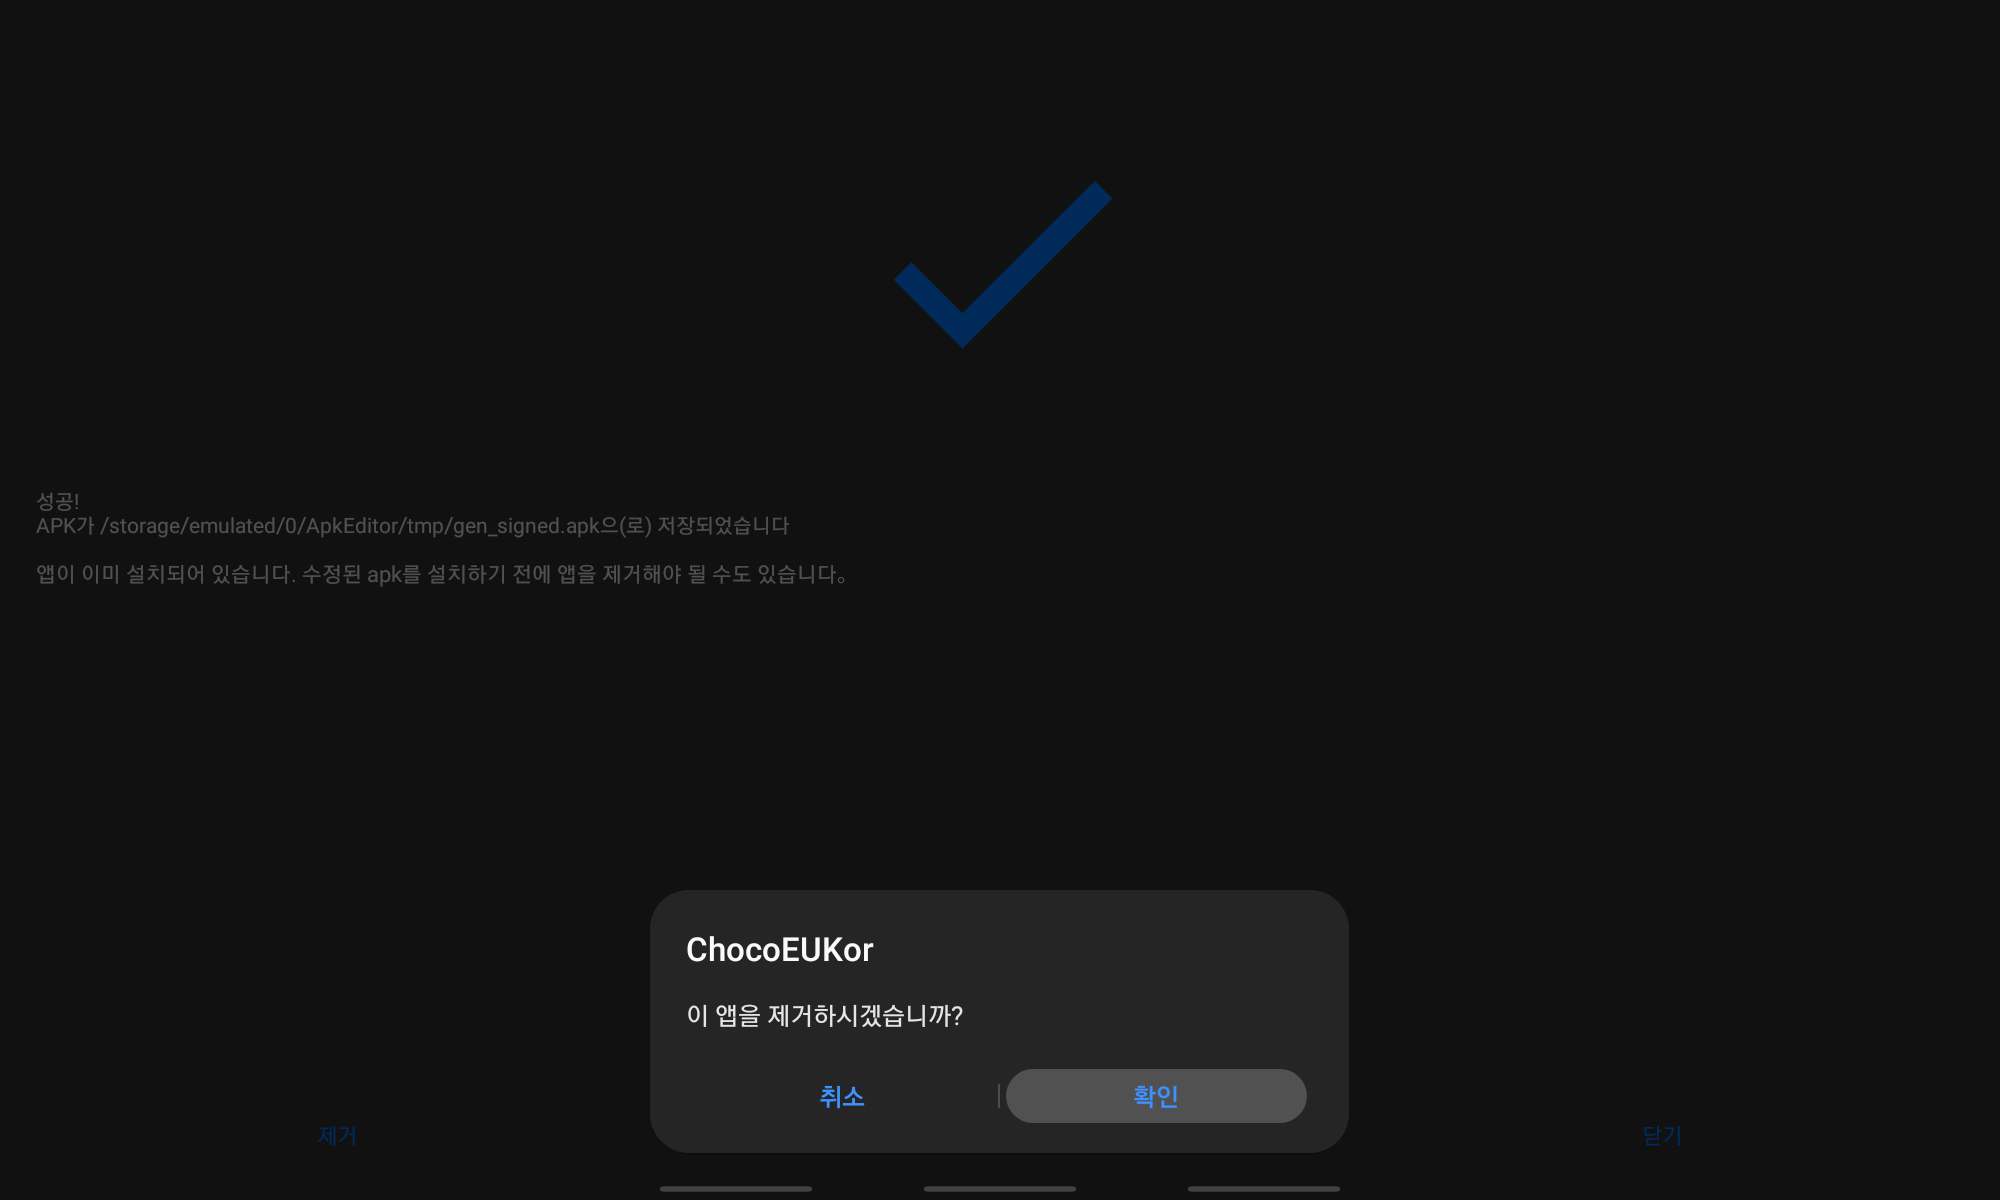 성공!
APK가 /storage/emulated/0/ApkEditor/tmp/gen_signed.apk으(로) 저장되었습니다
앱이 이미 설치되어 있습니다. 수정된 apk를 설치하기 전에 앱을 제거해야 될 수도 있습니다。
ChocoEUKor
이 앱을 제거하시겠습니까?
취소
확인
제거
닫기